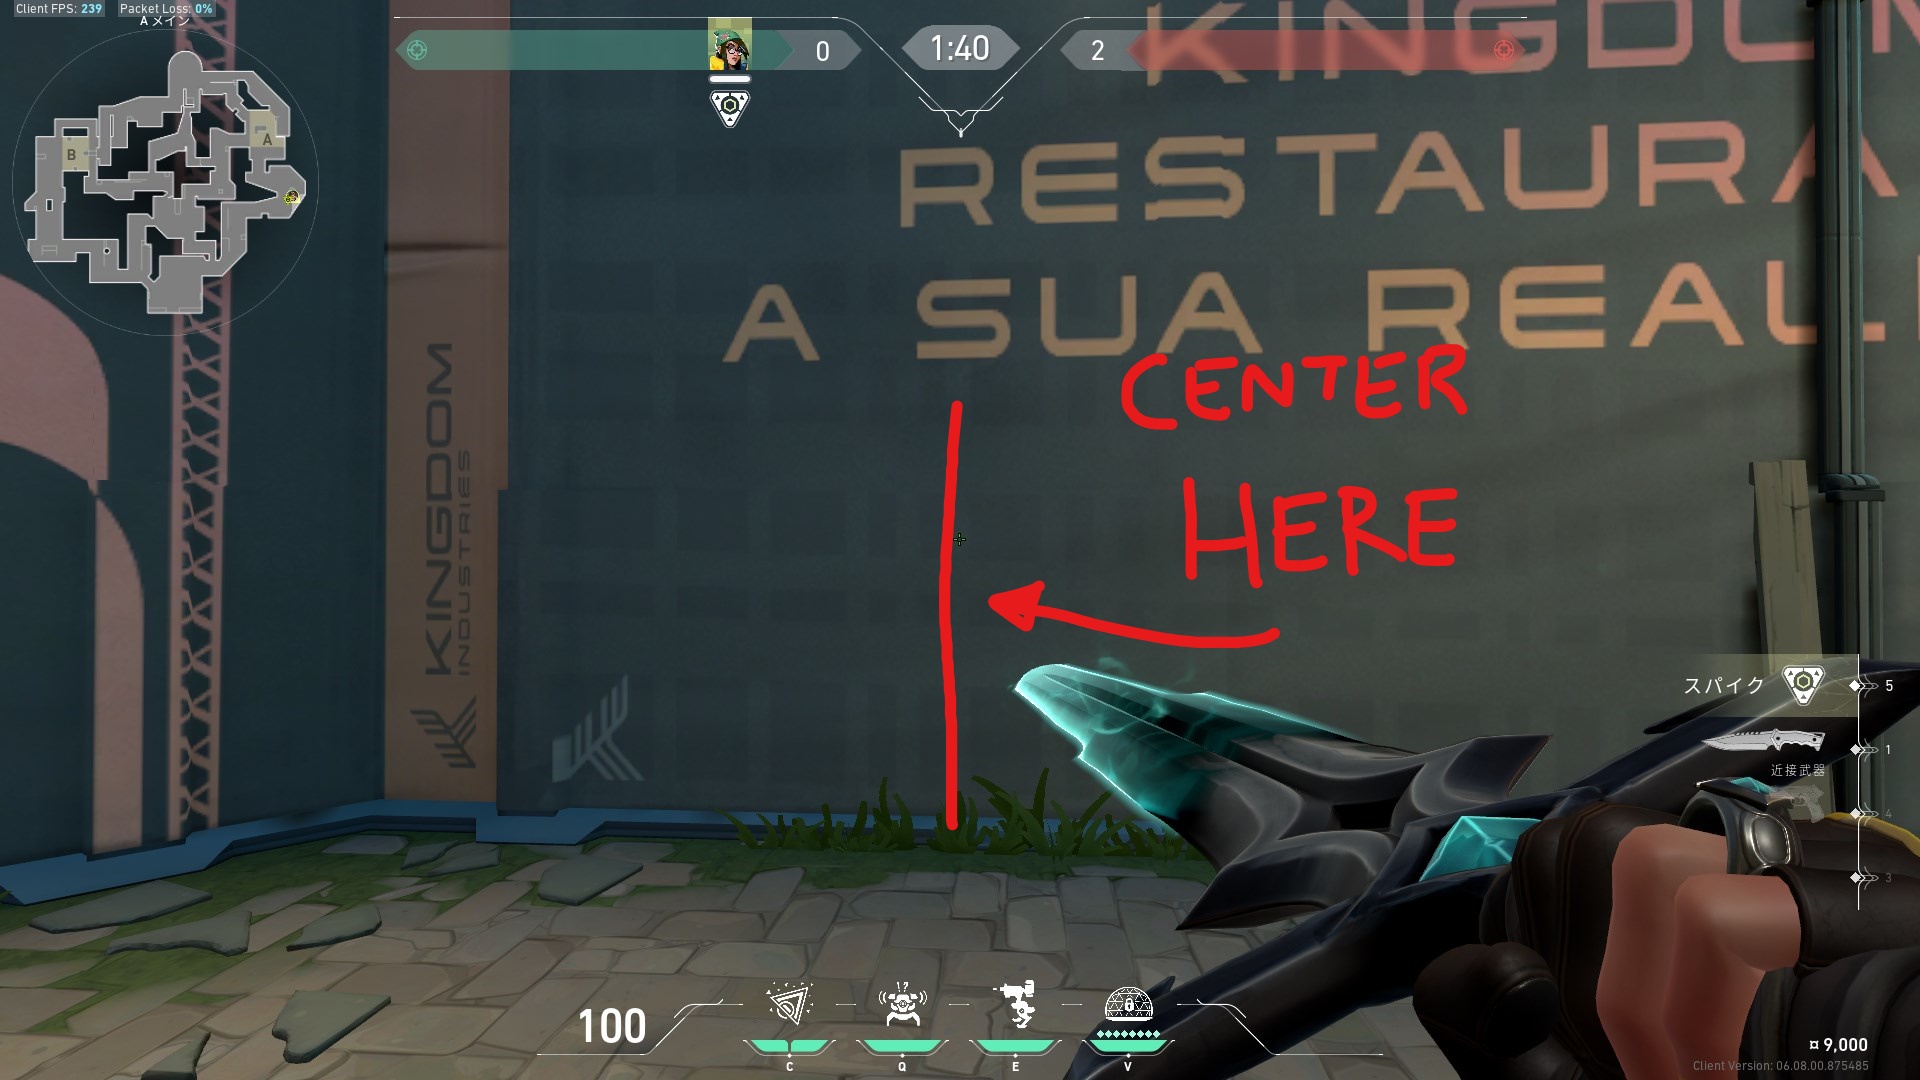 Client FPS: 239 Packet Loss: 0%
A メイン
B
A
0
1:40
2
KINGDOM
RESTAURA
A SUA REALI
KINGDOM
INDUSTRIES
CENTER
HERE
スパイク
5
1
近接武器
4
3
100
C
Q
E
V
¤ 9,000
Client Version: 06.08.00.875485